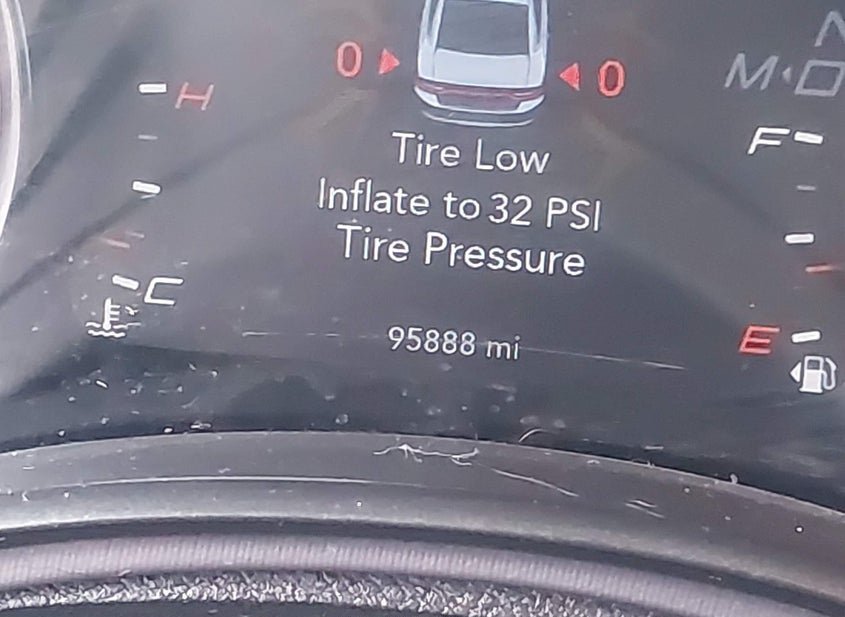 0 0
H
M
F
Tire Low
Inflate to 32 PSI
Tire Pressure
C
95888 mi
E